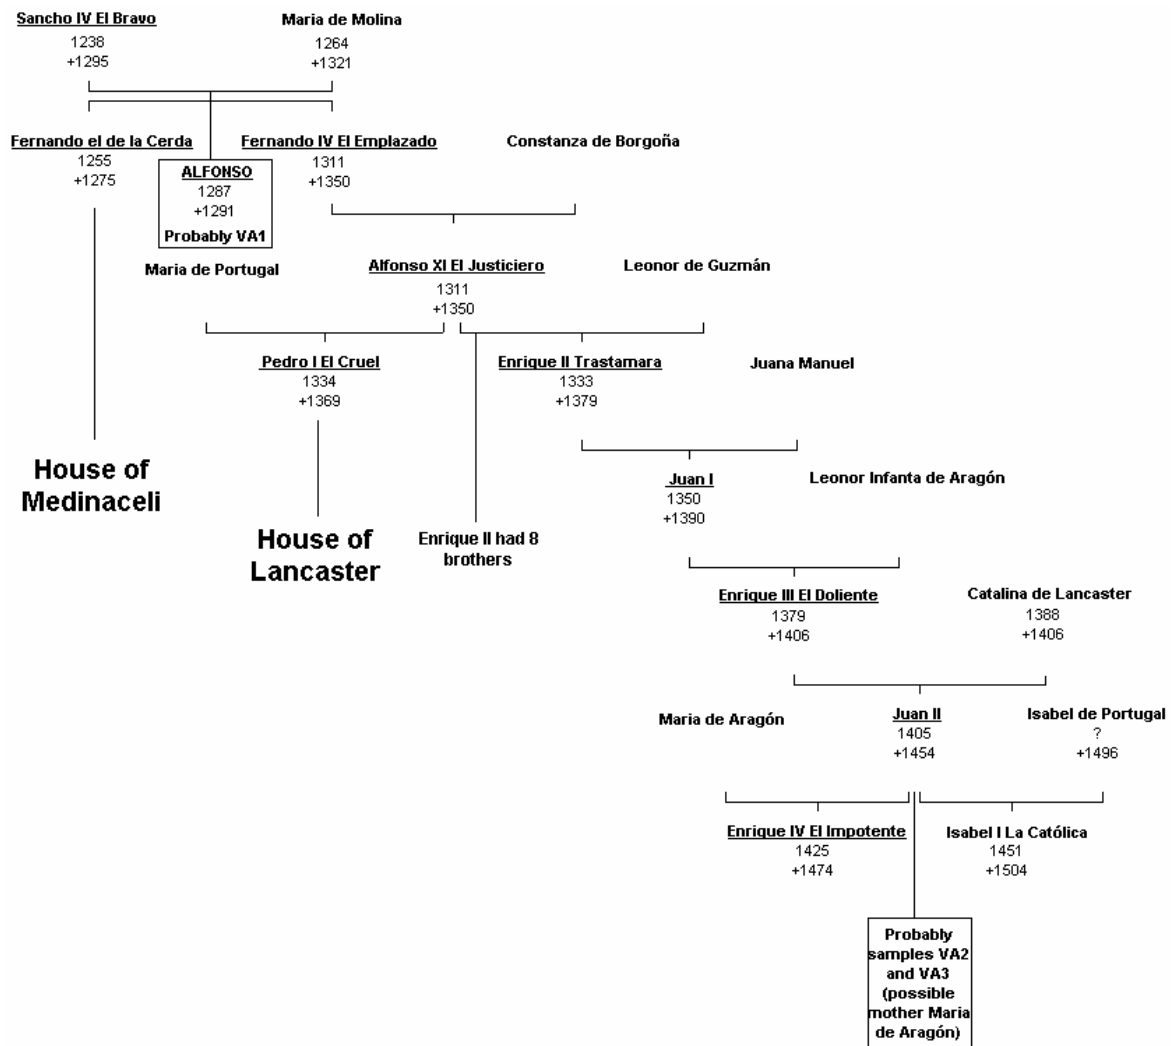 Sancho IV El Bravo
1238
+1295
Maria de Molina
1264
+1321
Fernando el de la Cerda
1255
+1275
ALFONSO
1287
+1291
Probably VA1
Fernando IV El Emplazado
1311
+1350
Constanza de Borgoña
Maria de Portugal
Alfonso XI El Justiciero
1311
+1350
Leonor de Guzmán
Pedro I El Cruel
1334
+1369
Enrique II Trastamara
1333
+1379
Juana Manuel
House of
Medinaceli
House of
Lancaster
Enrique II had 8
brothers
Juan I
1350
+1390
Leonor Infanta de Aragón
Enrique III El Doliente
1379
+1406
Catalina de Lancaster
1388
+1406
Maria de Aragón
Juan II
1405
+1454
Isabel de Portugal
?
+1496
Enrique IV El Impotente
1425
+1474
Isabel I La Católica
1451
+1504
Probably
samples VA2
and VA3
(possible
mother Maria
de Aragón)